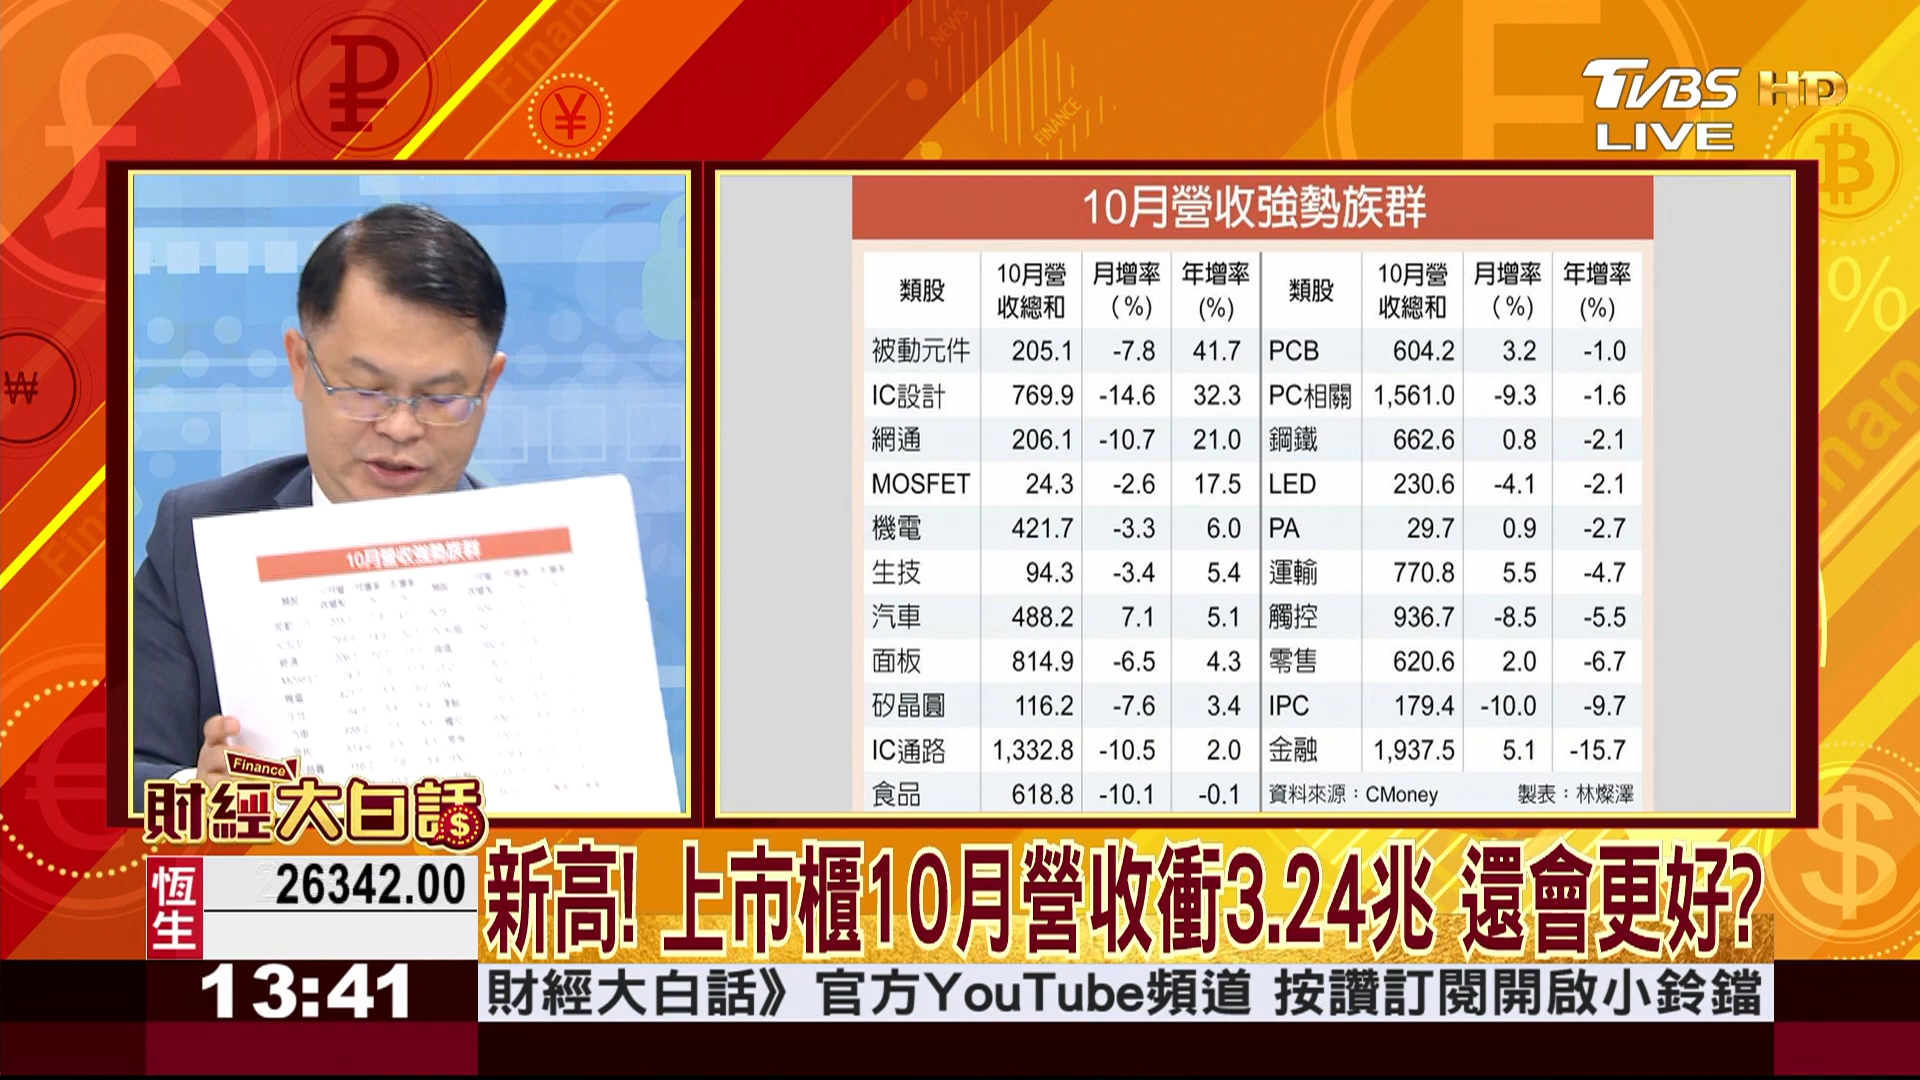 TVBS HD
LIVE
NEWS
FINANCE
10月營收強勢族群
類股 10月營收總和 月增率(%) 年增率(%) 類股 10月營收總和 月增率(%) 年增率(%)
被動元件 205.1 -7.8 41.7 PCB 604.2 3.2 -1.0
IC設計 769.9 -14.6 32.3 PC相關 1,561.0 -9.3 -1.6
網通 206.1 -10.7 21.0 鋼鐵 662.6 0.8 -2.1
MOSFET 24.3 -2.6 17.5 LED 230.6 -4.1 -2.1
機電 421.7 -3.3 6.0 PA 29.7 0.9 -2.7
生技 94.3 -3.4 5.4 運輸 770.8 5.5 -4.7
汽車 488.2 7.1 5.1 觸控 936.7 -8.5 -5.5
面板 814.9 -6.5 4.3 零售 620.6 2.0 -6.7
矽晶圓 116.2 -7.6 3.4 IPC 179.4 -10.0 -9.7
IC通路 1,332.8 -10.5 2.0 金融 1,937.5 5.1 -15.7
食品 618.8 -10.1 -0.1 資料來源：CMoney 製表：林燦澤
10月營收強勢族群
Finance
財經大白話
恆生 26342.00
新高! 上市櫃10月營收衝3.24兆 還會更好?
13:41
財經大白話》官方YouTube頻道 按讚訂閱開啟小鈴鐺